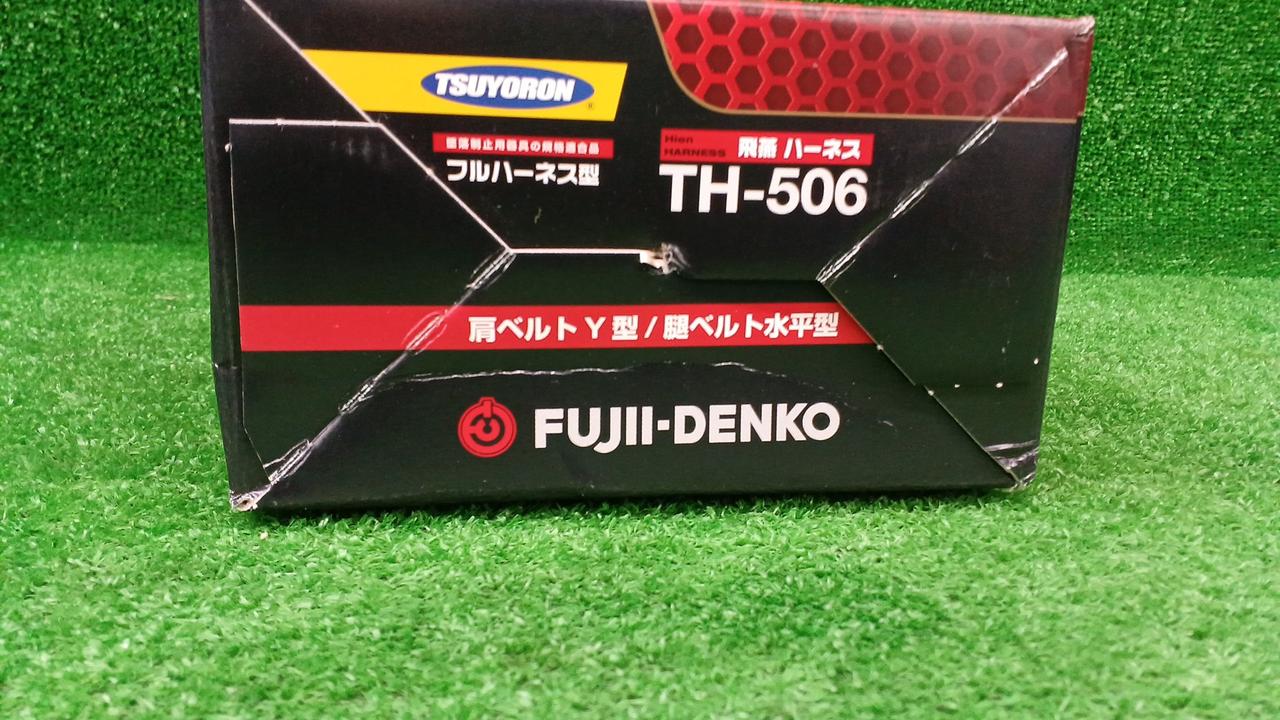 TSUYORON
®
墜落制止用器具の規格適合品
フルハーネス型
Hien
HARNESS
飛燕 ハーネス
TH-506
肩ベルト Y 型 / 腿ベルト水平型
FUJII-DENKO